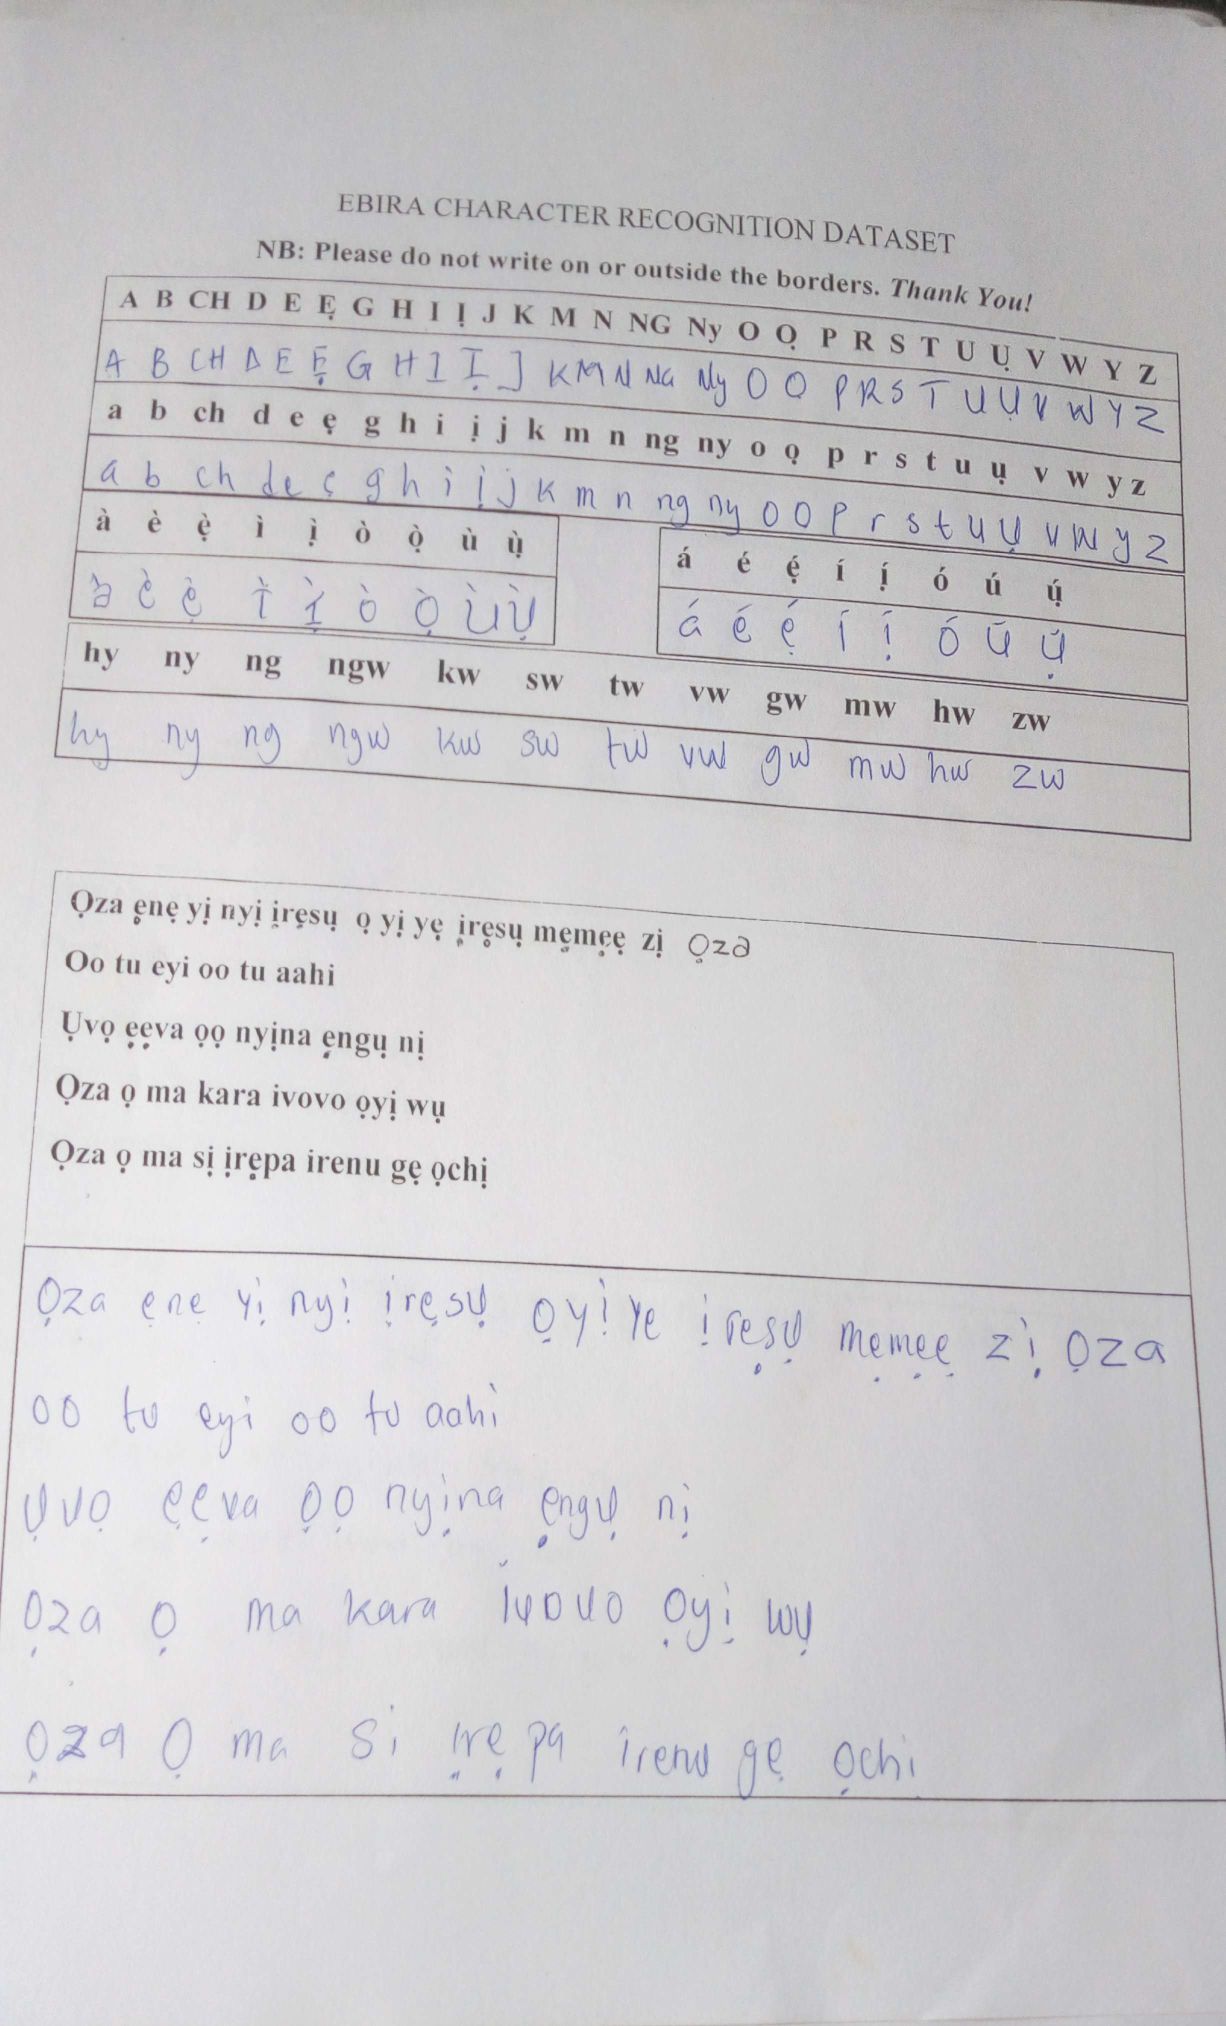 EBIRA CHARACTER RECOGNITION DATASET
NB: Please do not write on or outside the borders. Thank You!
A B CH D E Ẹ G H I Ị J K M N NG Ny O Ọ P R S T U Ụ V W Y Z
A B CH D E Ẹ G H I Ị J K M N NG Ny O O P R S T U Ụ V W Y Z
a b ch d e ẹ g h i ị j k m n ng ny o ọ p r s t u ụ v w y z
a b ch d e ẹ g h i ị j k m n ng ny o o p r s t u ụ v w y z
à è ẹ̀ ì ị̀ ò ọ̀ ù ụ̀
à è ẹ̀ ì ị̀ ò ọ̀ ù ụ̀
á é ẹ́ í ị́ ó ú ụ́
á é ẹ́ í ị́ ó ú ụ́
hy ny ng ngw kw sw tw vw gw mw hw zw
hy ny ng ngw kw sw tw vw gw mw hw zw
Ọza ẹnẹ yị nyị ịrẹsụ ọ yị yẹ ịrẹsụ mẹmẹẹ zị ọza
Oo tu eyi oo tu aahi
Ụvọ ẹẹva ọọ nyịna ẹngụ nị
Ọza ọ ma kara ivovo ọyị wụ
Ọza ọ ma sị ịrẹpa irenu gẹ ọchị
Ọza ẹnẹ yị nyị ịrẹsụ ọyị ye ịreṣụ mẹmẹẹ zị ọza
oo tu eyi oo tu aahi
ụvọ ẹẹva ọọ nyịna ẹngụ nị
ọza ọ ma kara ivovo ọyị wụ
ọza ọ ma si ịrẹpa irenu gẹ ọchi